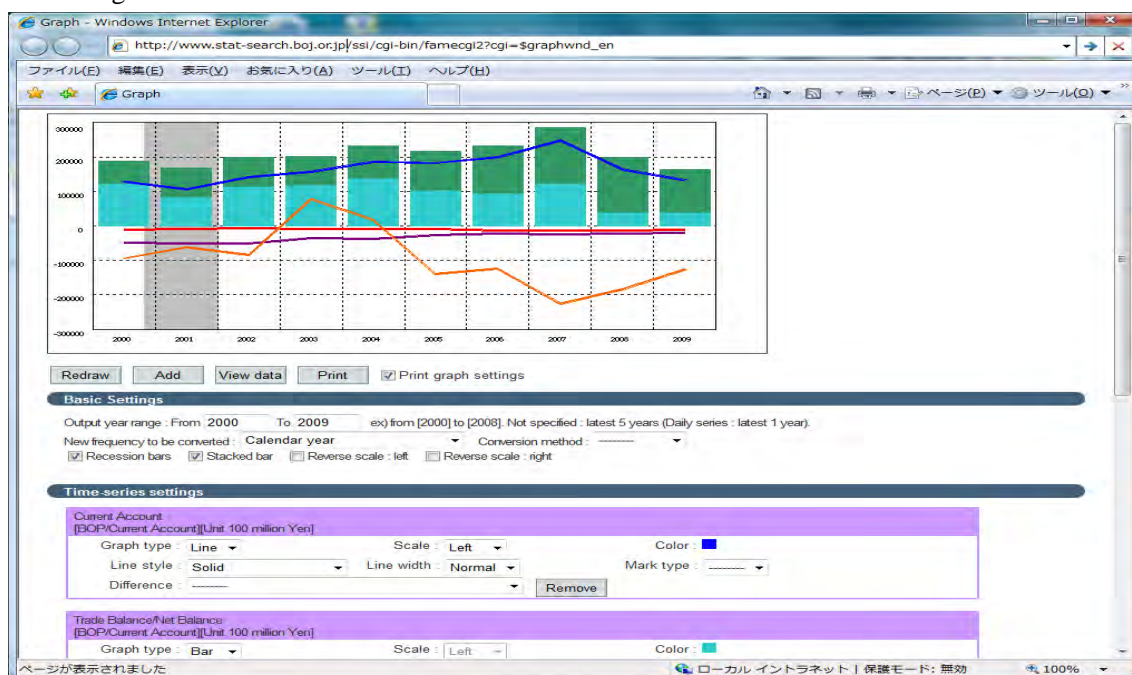 Graph - Windows Internet Explorer
http://www.stat-search.boj.or.jp/ssi/cgi-bin/famecgi2?cgi=$graphwnd_en
ファイル(F) 編集(E) 表示(V) お気に入り(A) ツール(T) ヘルプ(H)
Graph ページ(P) ツール(O) »
300000
200000
100000
0
-100000
-200000
-300000
2000 2001 2002 2003 2004 2005 2006 2007 2008 2009
Redraw Add View data Print Print graph settings
Basic Settings
Output year range : From 2000 To 2009 ex) from [2000] to [2008]. Not specified : latest 5 years (Daily series : latest 1 year).
New frequency to be converted : Calendar year Conversion method : --------
Recession bars Stacked bar Reverse scale : left Reverse scale : right
Time-series settings
Current Account
[BOP/Current Account][Unit 100 million Yen]
Graph type : Line Scale : Left Color :
Line style : Solid Line width : Normal Mark type : --------
Difference : -------- Remove
Trade Balance/Net Balance
[BOP/Current Account][Unit 100 million Yen]
Graph type : Bar Scale : Left Color :
ページが表示されました ローカル イントラネット | 保護モード: 無効 100%